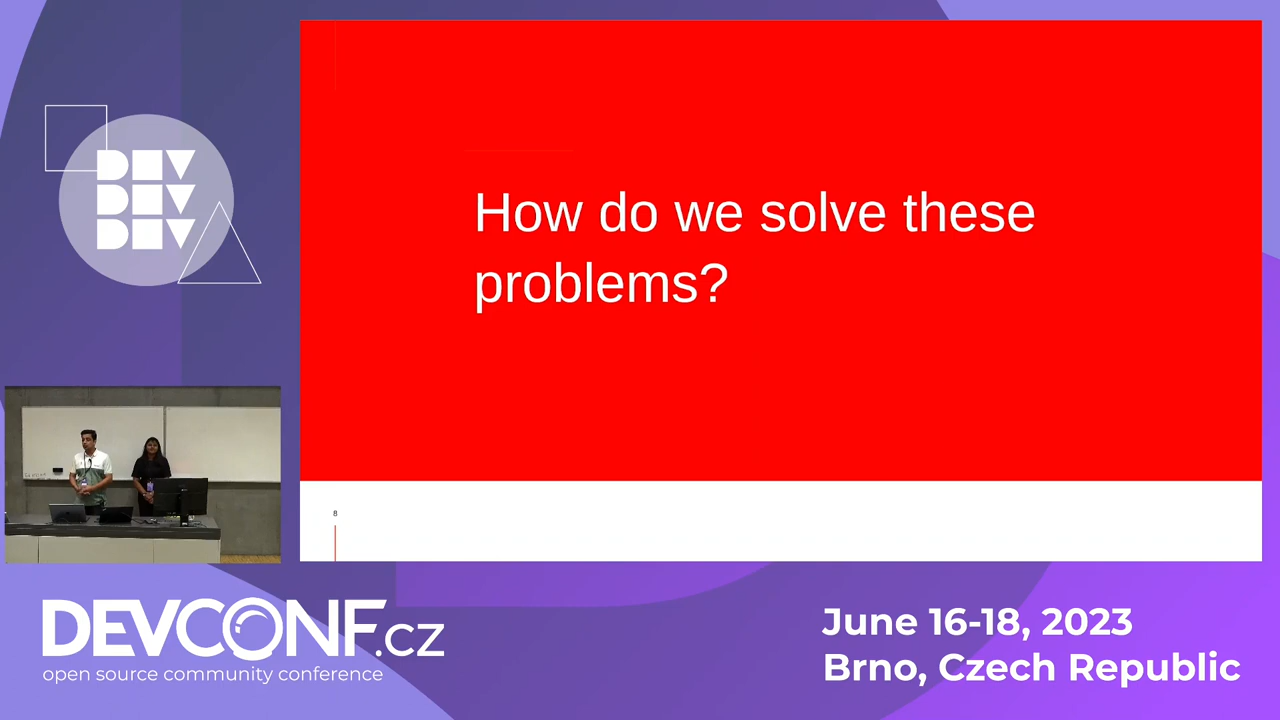 DEV
DEV
DEV
How do we solve these
problems?
8
DEVCONF.cz
open source community conference
June 16-18, 2023
Brno, Czech Republic